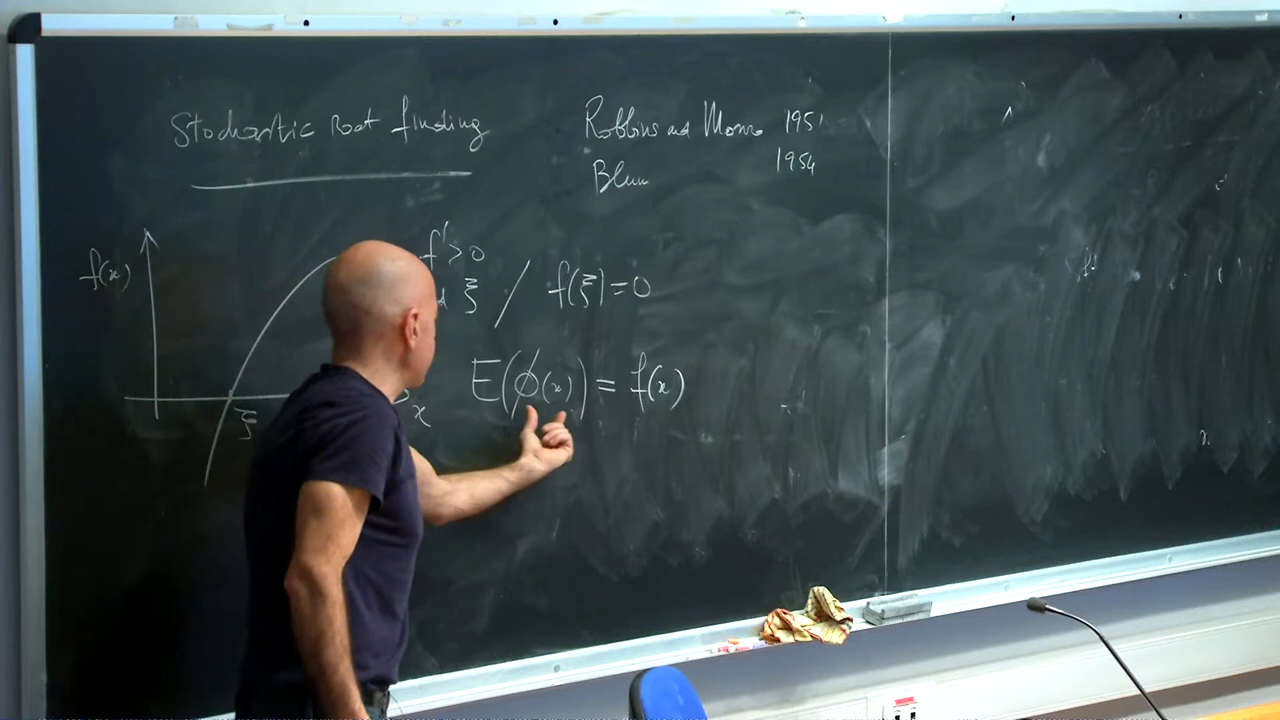 Stochastic Root finding
Robbins and Monro 1951
Blum 1954
f(x)
f' > 0
ξ / f(ξ) = 0
E(ϕ(x)) = f(x)
ξ
x